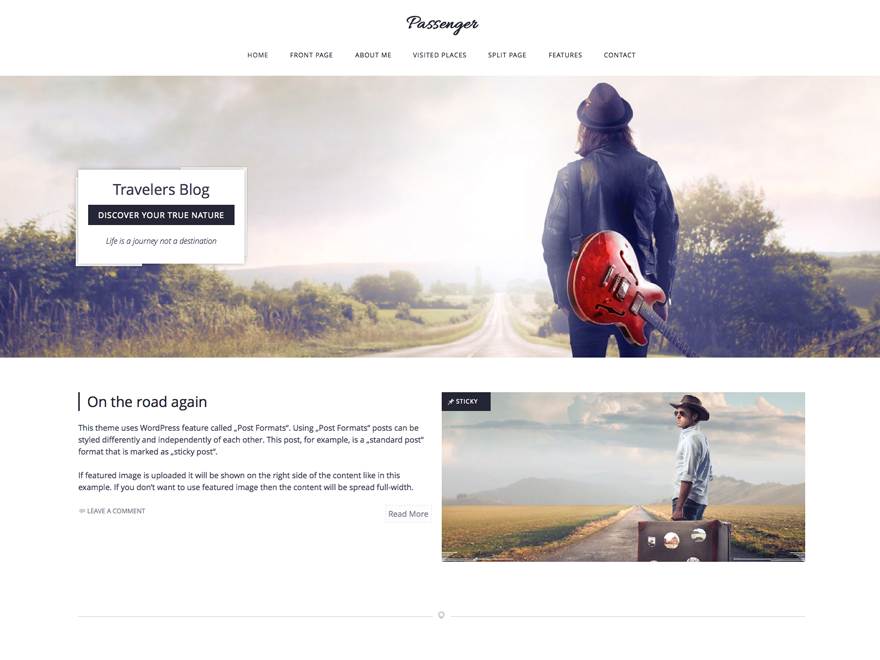 Passenger
HOME FRONT PAGE ABOUT ME VISITED PLACES SPLIT PAGE FEATURES CONTACT
Travelers Blog
DISCOVER YOUR TRUE NATURE
Life is a journey not a destination
On the road again
This theme uses WordPress feature called „Post Formats“. Using „Post Formats“ posts can be
styled differently and independently of each other. This post, for example, is a „standard post“
format that is marked as „sticky post“.
If featured image is uploaded it will be shown on the right side of the content like in this
example. If you don’t want to use featured image then the content will be spread full-width.
LEAVE A COMMENT
Read More
STICKY